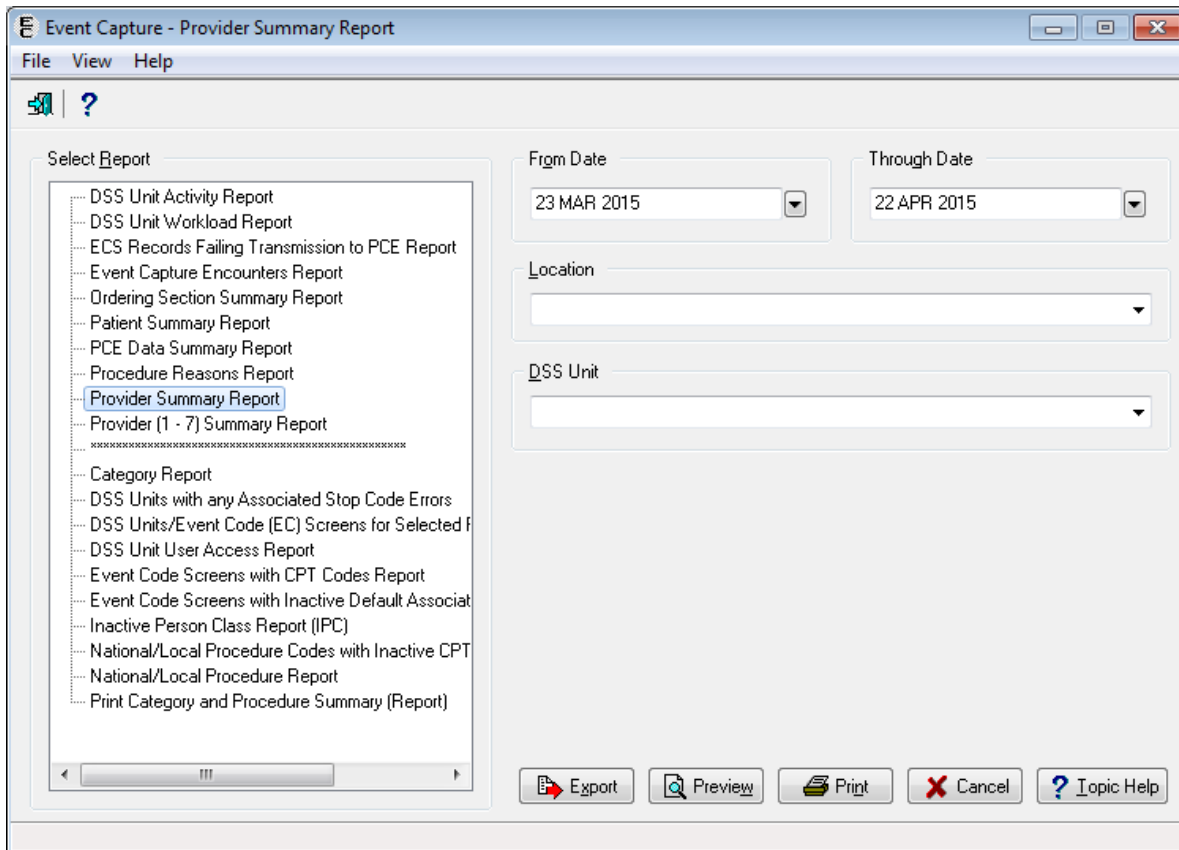 Event Capture - Provider Summary Report
File View Help
Select Report
DSS Unit Activity Report
DSS Unit Workload Report
ECS Records Failing Transmission to PCE Report
Event Capture Encounters Report
Ordering Section Summary Report
Patient Summary Report
PCE Data Summary Report
Procedure Reasons Report
Provider Summary Report
Provider (1 - 7) Summary Report
**************************************************
Category Report
DSS Units with any Associated Stop Code Errors
DSS Units/Event Code (EC) Screens for Selected
DSS Unit User Access Report
Event Code Screens with CPT Codes Report
Event Code Screens with Inactive Default Associat
Inactive Person Class Report (IPC)
National/Local Procedure Codes with Inactive CPT
National/Local Procedure Report
Print Category and Procedure Summary (Report)
From Date
23 MAR 2015
Through Date
22 APR 2015
Location
DSS Unit
Export Preview Print Cancel ? Topic Help